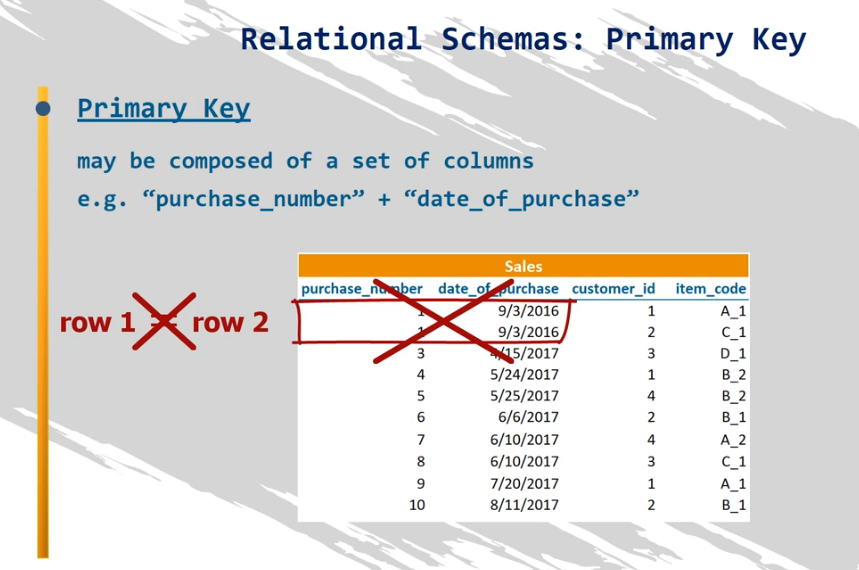 Relational Schemas: Primary Key
Primary Key
may be composed of a set of columns
e.g. “purchase_number” + “date_of_purchase”
Sales
purchase_number date_of_purchase customer_id item_code
1 9/3/2016 1 A_1
1 9/3/2016 2 C_1
row 1 = row 2
3 4/15/2017 3 D_1
4 5/24/2017 1 B_2
5 5/25/2017 4 B_2
6 6/6/2017 2 B_1
7 6/10/2017 4 A_2
8 6/10/2017 3 C_1
9 7/20/2017 1 A_1
10 8/11/2017 2 B_1